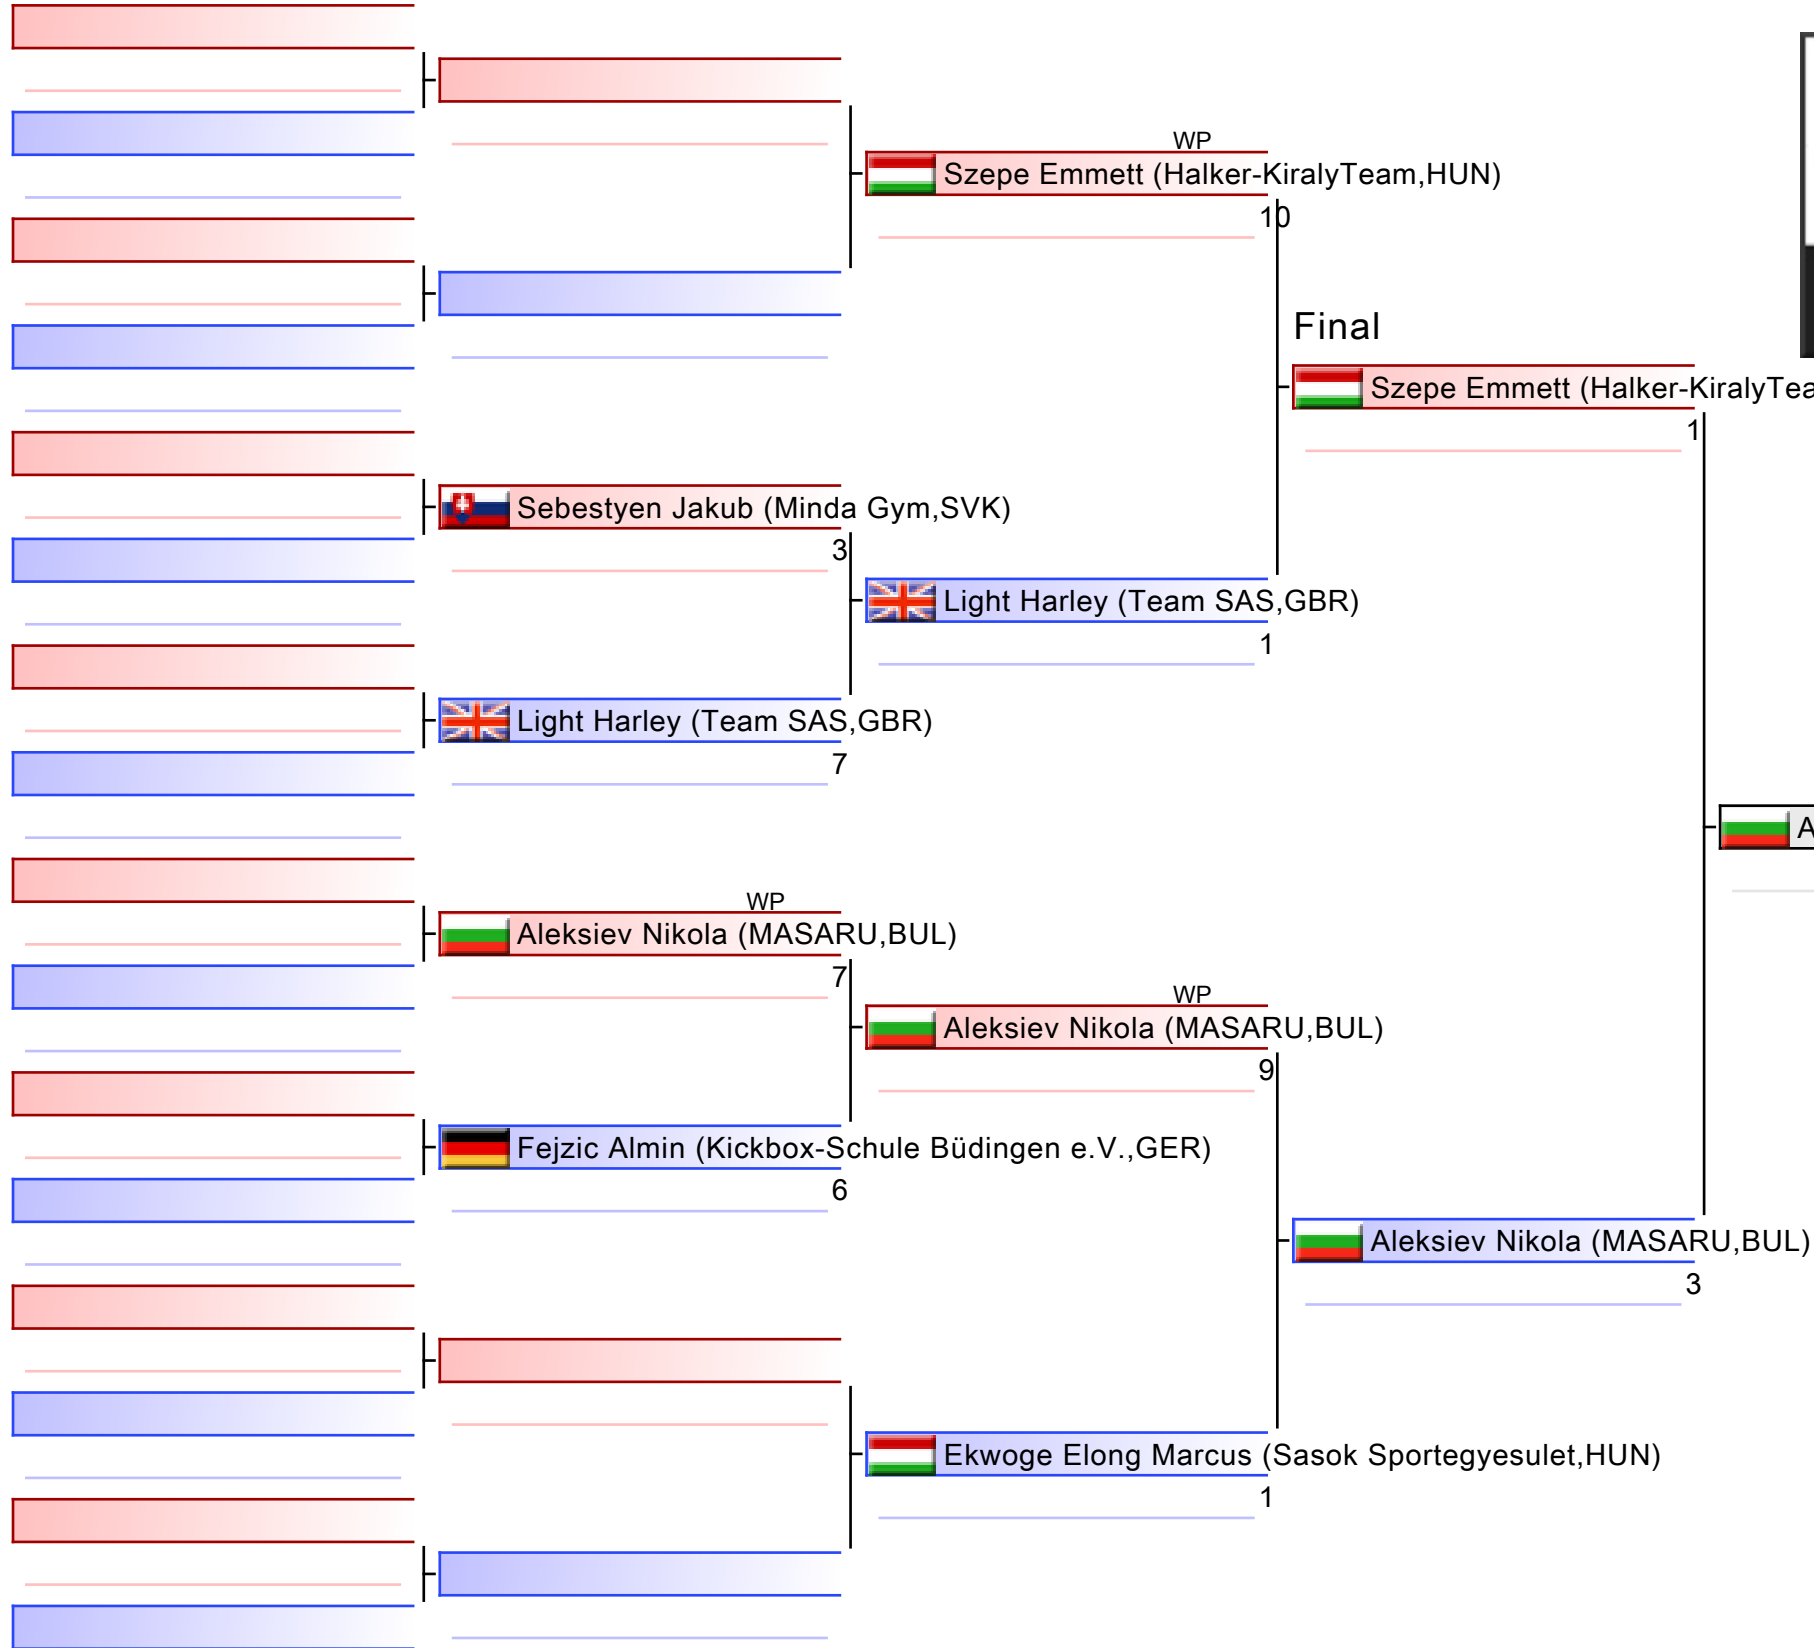 WP
Szepe Emmett (Halker-KiralyTeam,HUN)
10
Final
Szepe Emmett (Halker-KiralyTea
1
Sebestyen Jakub (Minda Gym,SVK)
3
Light Harley (Team SAS,GBR)
1
Light Harley (Team SAS,GBR)
7
A
WP
Aleksiev Nikola (MASARU,BUL)
7
WP
Aleksiev Nikola (MASARU,BUL)
9
Fejzic Almin (Kickbox-Schule Büdingen e.V.,GER)
6
Aleksiev Nikola (MASARU,BUL)
3
Ekwoge Elong Marcus (Sasok Sportegyesulet,HUN)
1